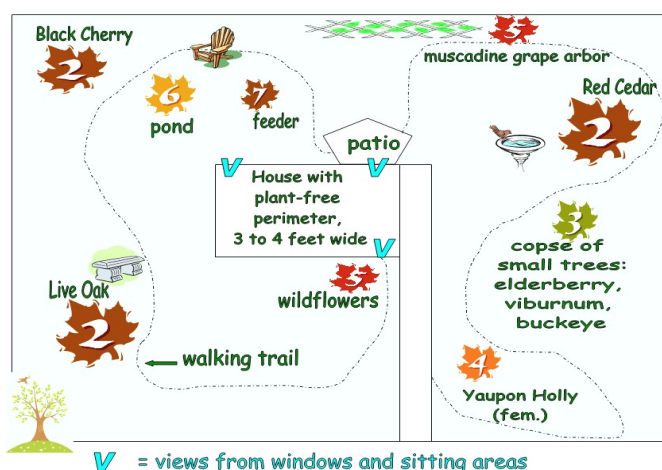 Black Cherry
2
5
muscadine grape arbor
Red Cedar
2
6
pond
7
feeder
patio
V
V
House with
plant-free
perimeter,
3 to 4 feet wide
V
3
copse of
small trees:
elderberry,
viburnum,
buckeye
5
wildflowers
Live Oak
2
walking trail
4
Yaupon Holly
(fem.)
V = views from windows and sitting areas